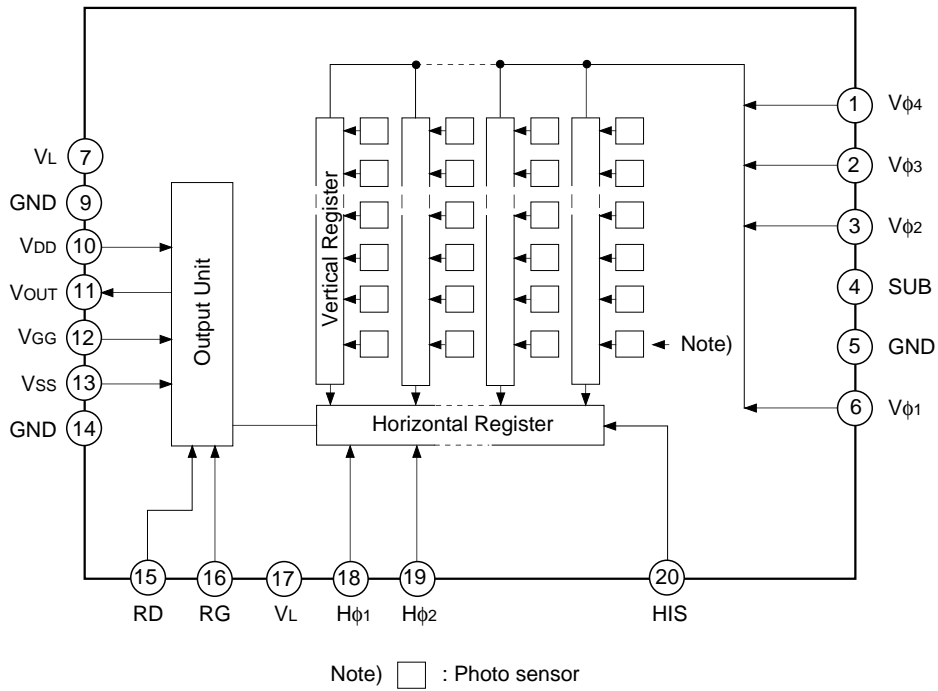 1 Vϕ4
2 Vϕ3
3 Vϕ2
4 SUB
5 GND
6 Vϕ1
VL 7
GND 9
VDD 10
VOUT 11
VGG 12
VSS 13
GND 14
Output Unit
Vertical Register
Note)
Horizontal Register
15 16 17 18 19 20
RD RG VL Hϕ1 Hϕ2 HIS
Note) : Photo sensor